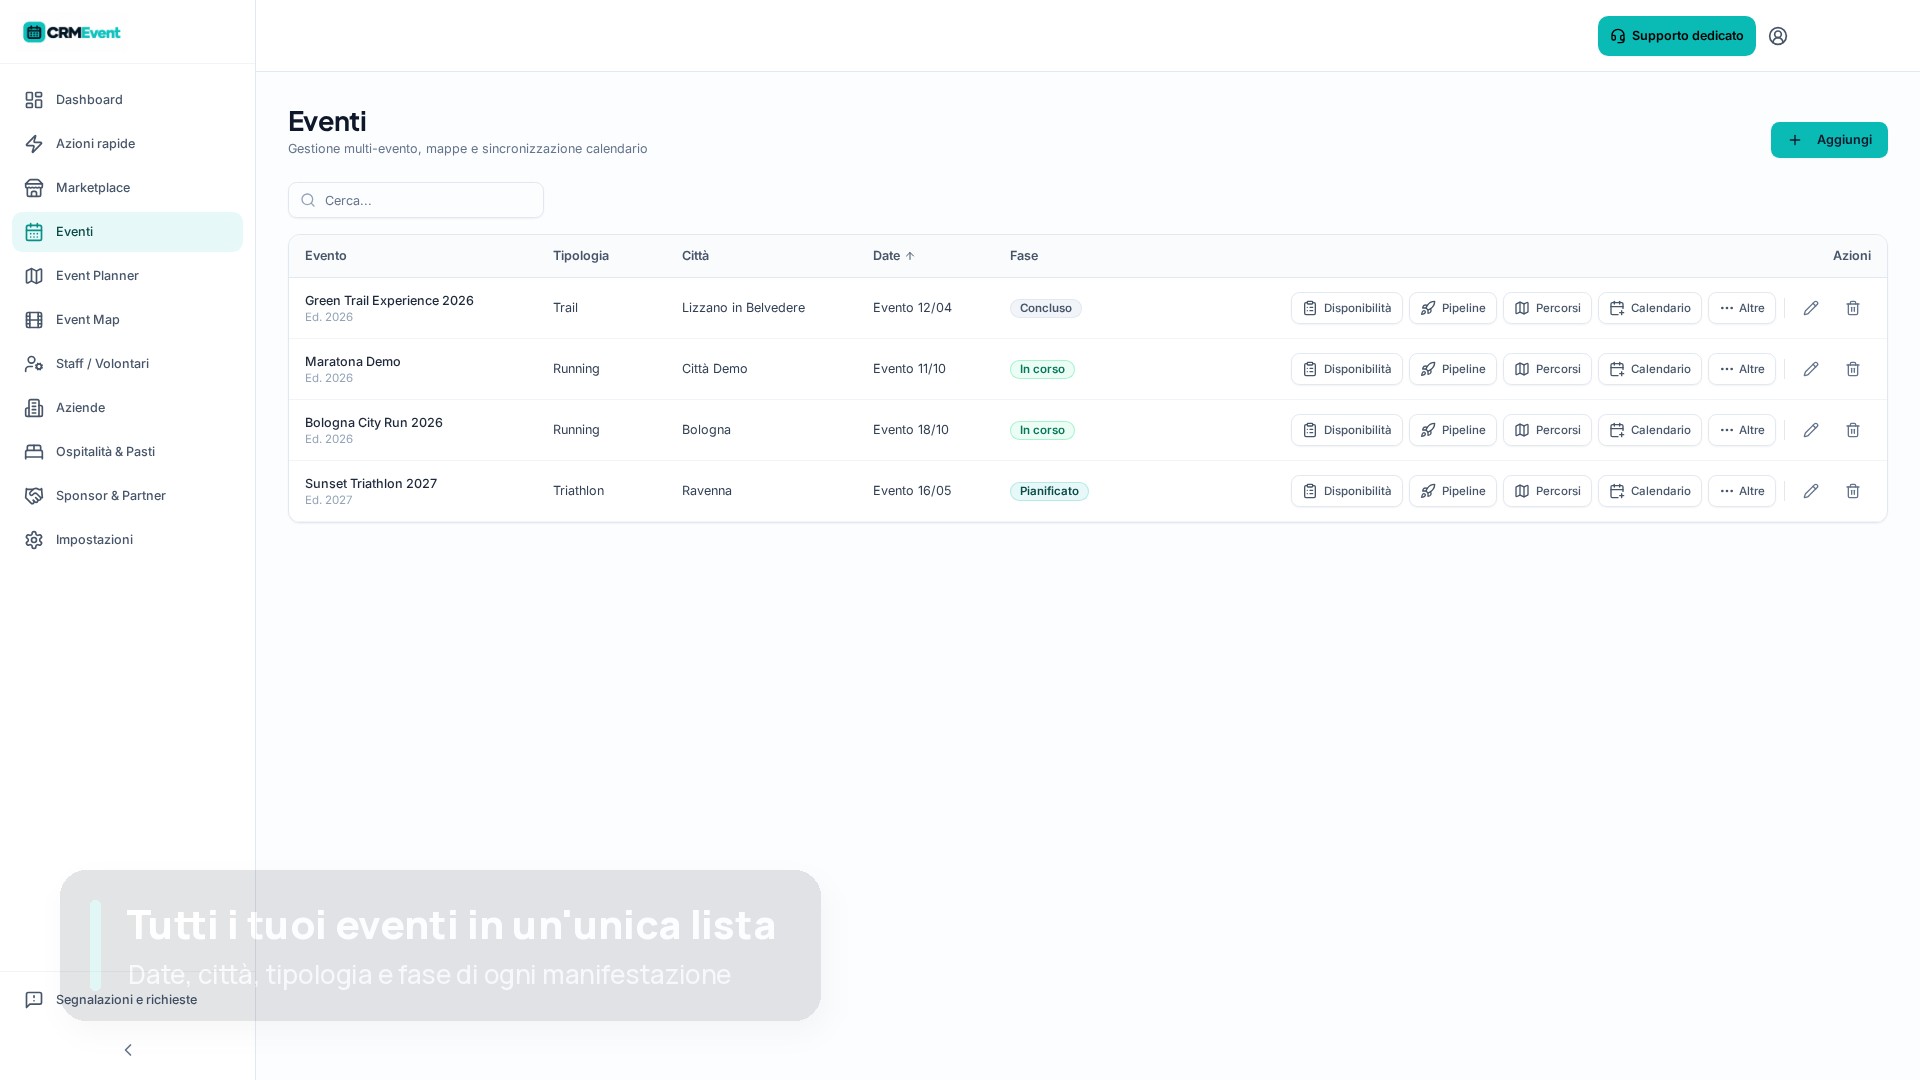 CRMEvent
Supporto dedicato
Dashboard
Azioni rapide
Marketplace
Eventi
Event Planner
Event Map
Staff / Volontari
Aziende
Ospitalità & Pasti
Sponsor & Partner
Impostazioni
Segnalazioni e richieste
Eventi
Gestione multi-evento, mappe e sincronizzazione calendario
Aggiungi
Cerca...
Evento Tipologia Città Date Fase Azioni
Green Trail Experience 2026
Ed. 2026
Trail Lizzano in Belvedere Evento 12/04 Concluso Disponibilità Pipeline Percorsi Calendario Altre
Maratona Demo
Ed. 2026
Running Città Demo Evento 11/10 In corso Disponibilità Pipeline Percorsi Calendario Altre
Bologna City Run 2026
Ed. 2026
Running Bologna Evento 18/10 In corso Disponibilità Pipeline Percorsi Calendario Altre
Sunset Triathlon 2027
Ed. 2027
Triathlon Ravenna Evento 16/05 Pianificato Disponibilità Pipeline Percorsi Calendario Altre
Tutti i tuoi eventi in un'unica lista
Date, città, tipologia e fase di ogni manifestazione